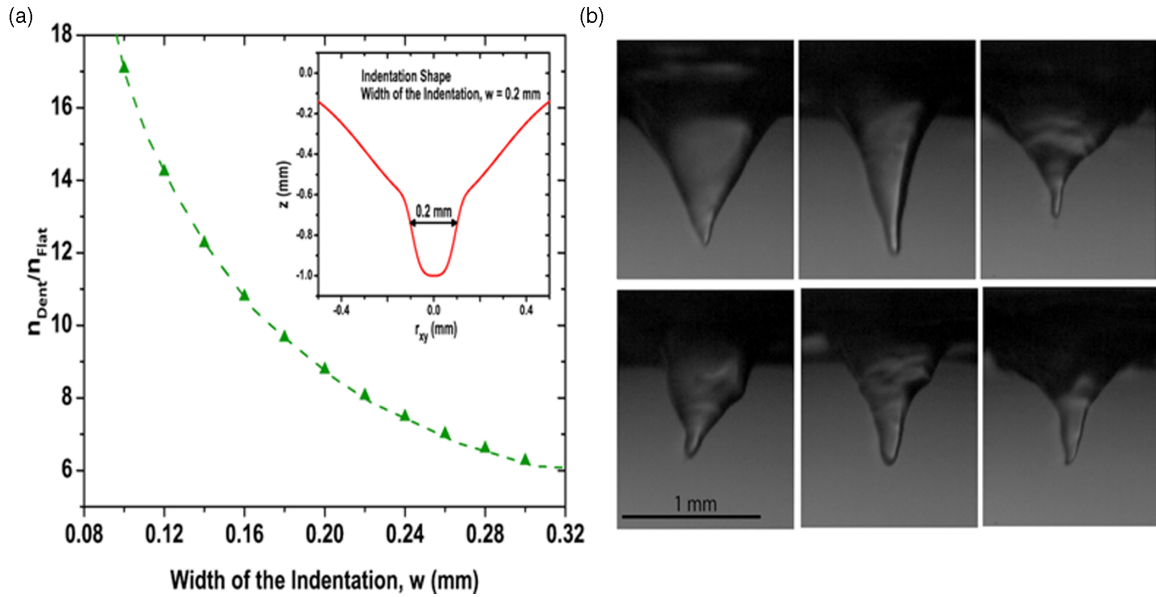 (a)
(b)
18
16
14
12
10
8
6
n_Dent/n_Flat
0.08 0.12 0.16 0.20 0.24 0.28 0.32
Width of the Indentation, w (mm)
Indentation Shape
Width of the Indentation, w = 0.2 mm
0.0
-0.2
-0.4
-0.6
-0.8
-1.0
z (mm)
0.2 mm
-0.4 0.0 0.4
r_xy (mm)
1 mm